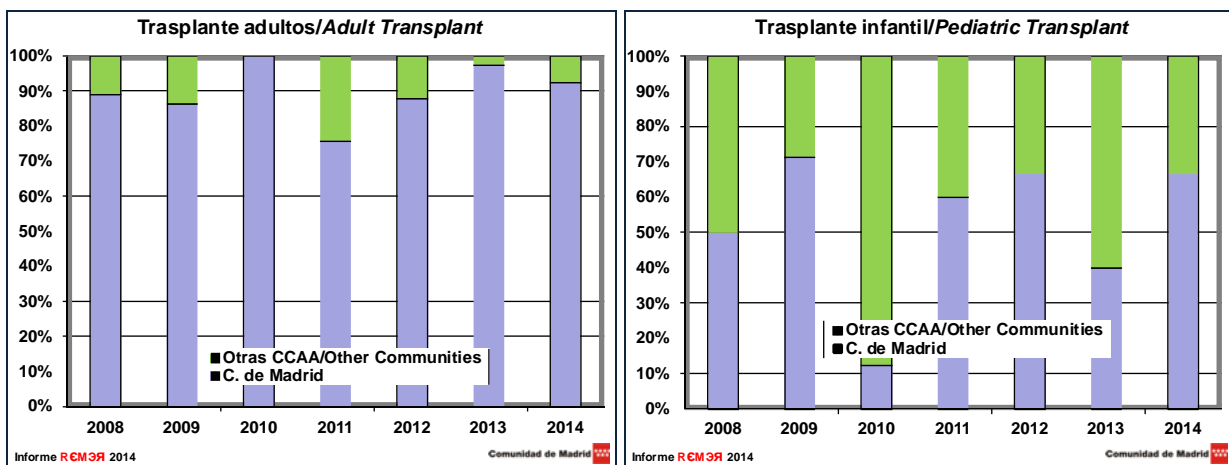 Trasplante adultos/Adult Transplant
100%
90%
80%
70%
60%
50%
40%
30%
20%
10%
0%
Otras CCAA/Other Communities
C. de Madrid
2008 2009 2010 2011 2012 2013 2014
Informe RЄMЭЯ 2014
Comunidad de Madrid
Trasplante infantil/Pediatric Transplant
100%
90%
80%
70%
60%
50%
40%
30%
20%
10%
0%
Otras CCAA/Other Communities
C. de Madrid
2008 2009 2010 2011 2012 2013 2014
Informe RЄMЭЯ 2014
Comunidad de Madrid